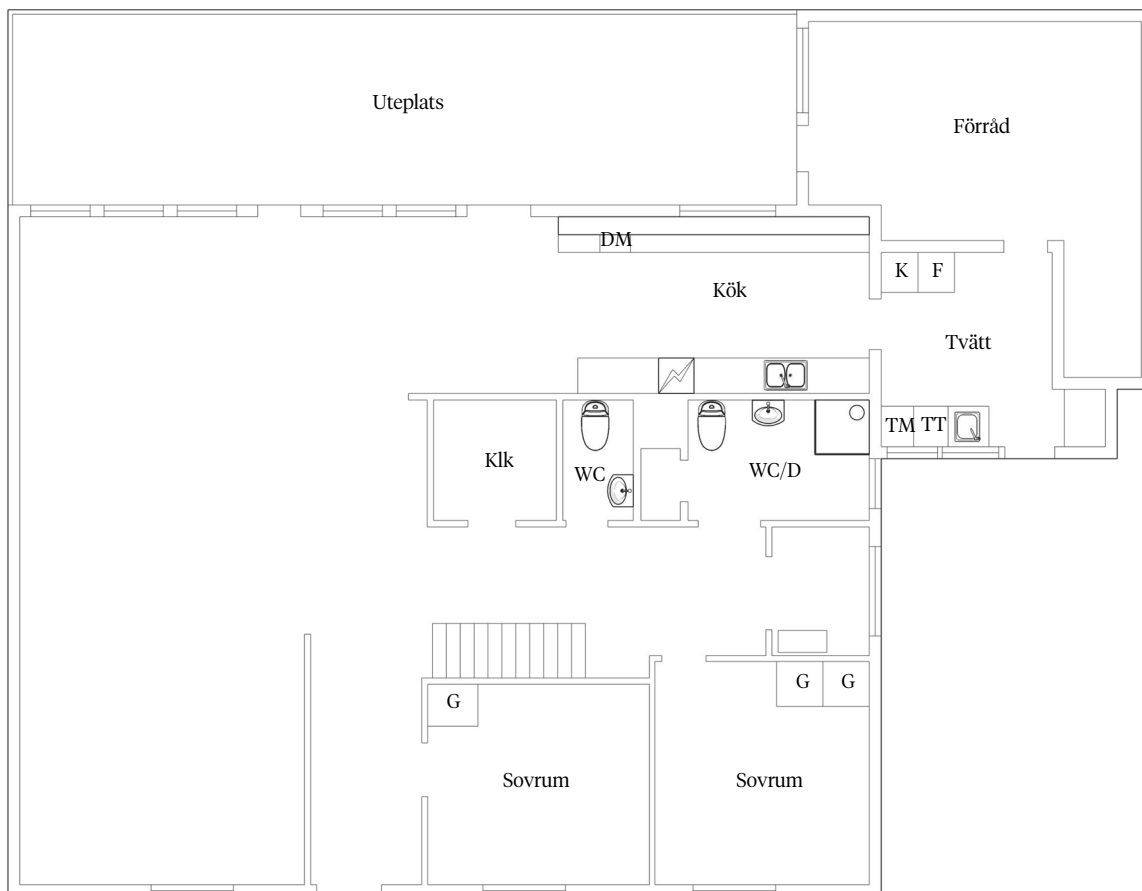 Uteplats
Förråd
DM
K F
Kök
Tvätt
TM TT
Klk
WC
WC/D
G
G G
Sovrum
Sovrum